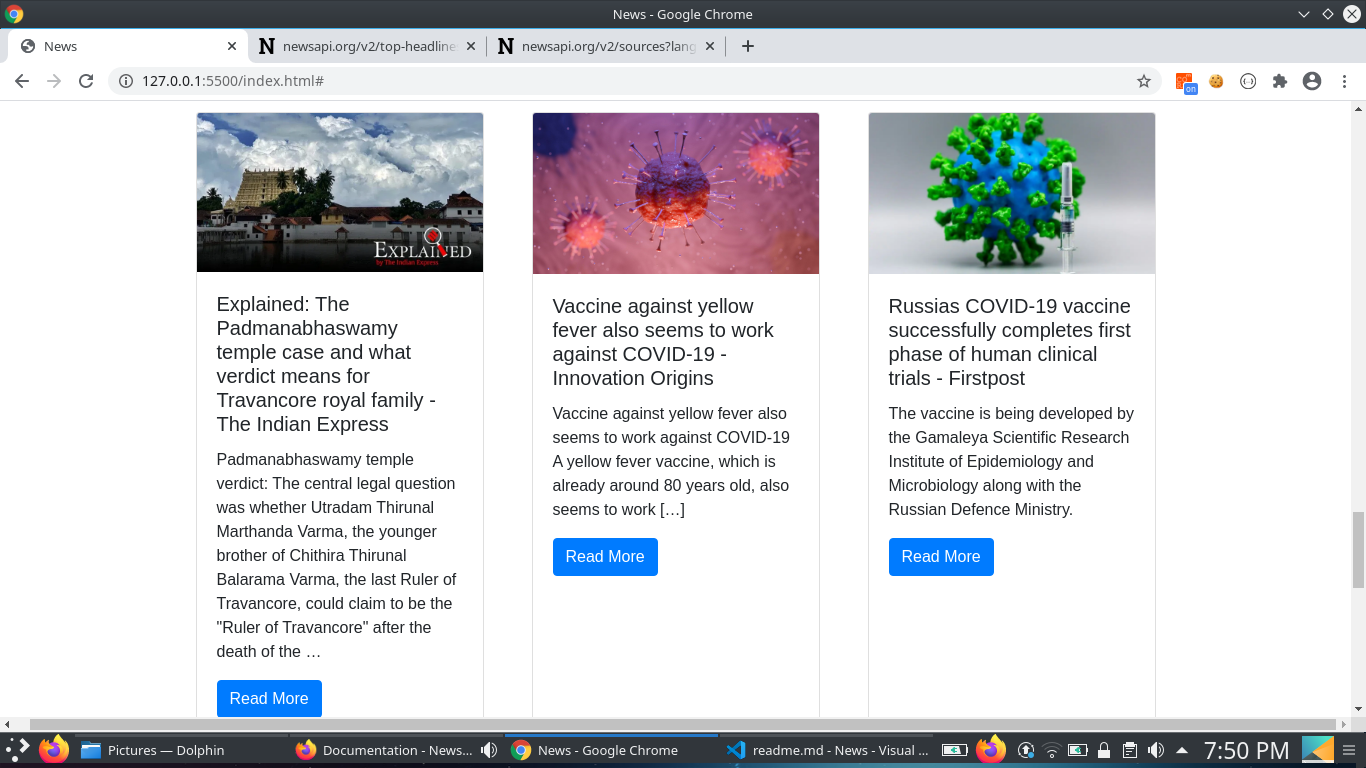 News - Google Chrome
News
newsapi.org/v2/top-headline
newsapi.org/v2/sources?lang
127.0.0.1:5500/index.html#
on
EXPLAINED
by The Indian Express
Explained: The
Padmanabhaswamy
temple case and what
verdict means for
Travancore royal family -
The Indian Express
Padmanabhaswamy temple
verdict: The central legal question
was whether Utradam Thirunal
Marthanda Varma, the younger
brother of Chithira Thirunal
Balarama Varma, the last Ruler of
Travancore, could claim to be the
"Ruler of Travancore" after the
death of the …
Read More
Vaccine against yellow
fever also seems to work
against COVID-19 -
Innovation Origins
Vaccine against yellow fever also
seems to work against COVID-19
A yellow fever vaccine, which is
already around 80 years old, also
seems to work […]
Read More
Russias COVID-19 vaccine
successfully completes first
phase of human clinical
trials - Firstpost
The vaccine is being developed by
the Gamaleya Scientific Research
Institute of Epidemiology and
Microbiology along with the
Russian Defence Ministry.
Read More
Pictures — Dolphin
Documentation - News...
News - Google Chrome
readme.md - News - Visual ...
7:50 PM